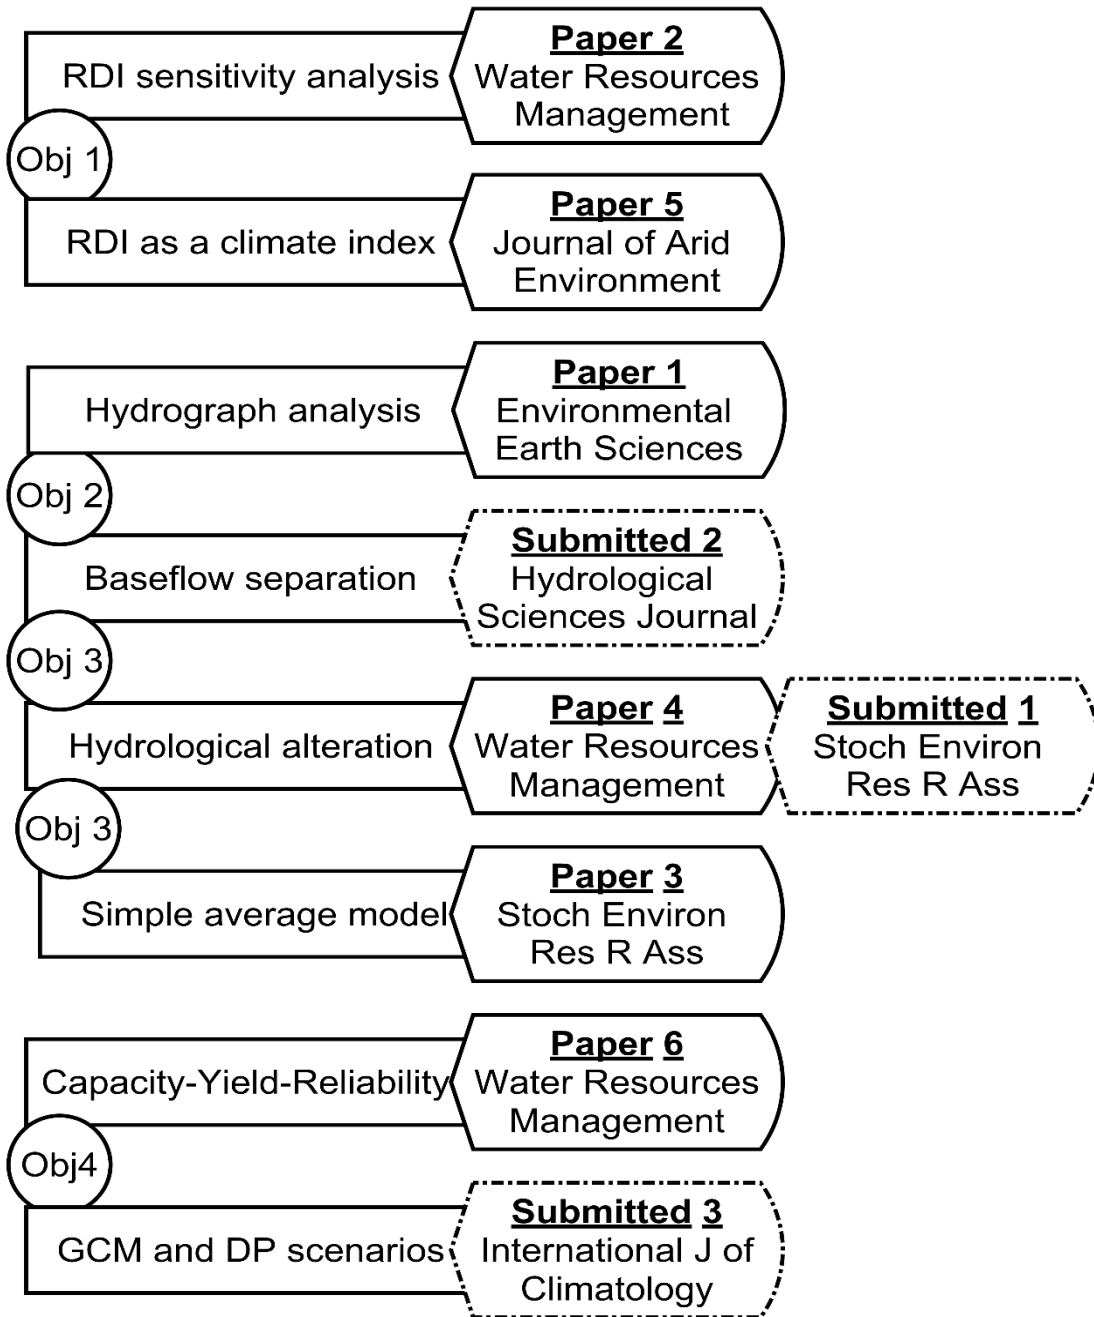 RDI sensitivity analysis
Paper 2
Water Resources
Management
Obj 1
RDI as a climate index
Paper 5
Journal of Arid
Environment
Hydrograph analysis
Paper 1
Environmental
Earth Sciences
Obj 2
Baseflow separation
Submitted 2
Hydrological
Sciences Journal
Obj 3
Hydrological alteration
Paper 4
Water Resources
Management
Submitted 1
Stoch Environ
Res R Ass
Obj 3
Simple average model
Paper 3
Stoch Environ
Res R Ass
Capacity-Yield-Reliability
Paper 6
Water Resources
Management
Obj4
GCM and DP scenarios
Submitted 3
International J of
Climatology